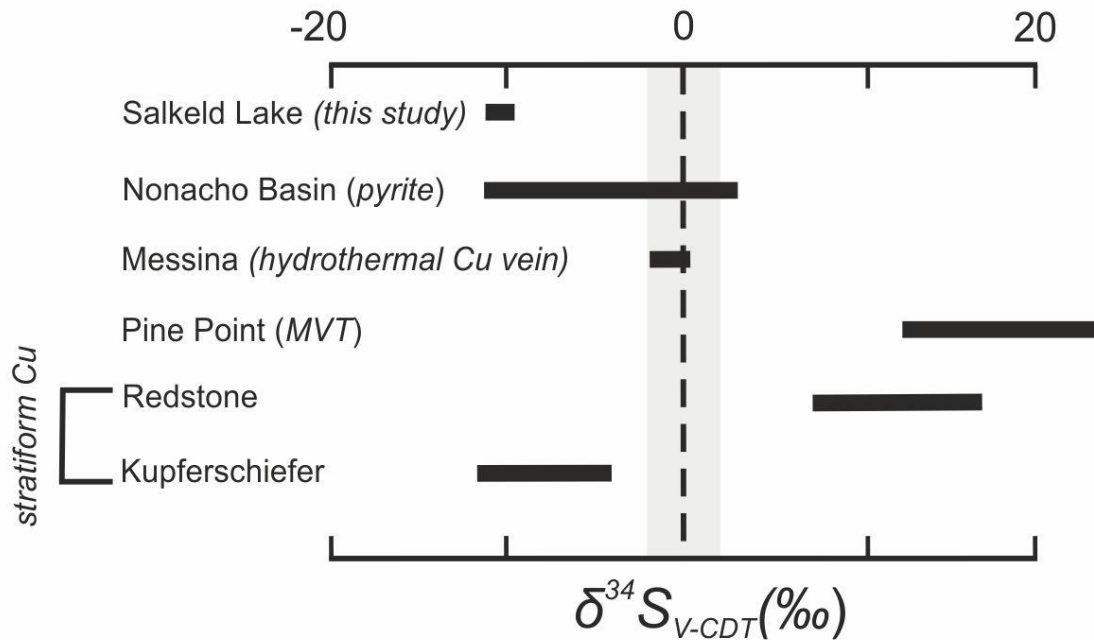 -20 0 20
Salkeld Lake (this study)
Nonacho Basin (pyrite)
Messina (hydrothermal Cu vein)
Pine Point (MVT)
stratiform Cu
Redstone
Kupferschiefer
δ³⁴S V-CDT(‰)